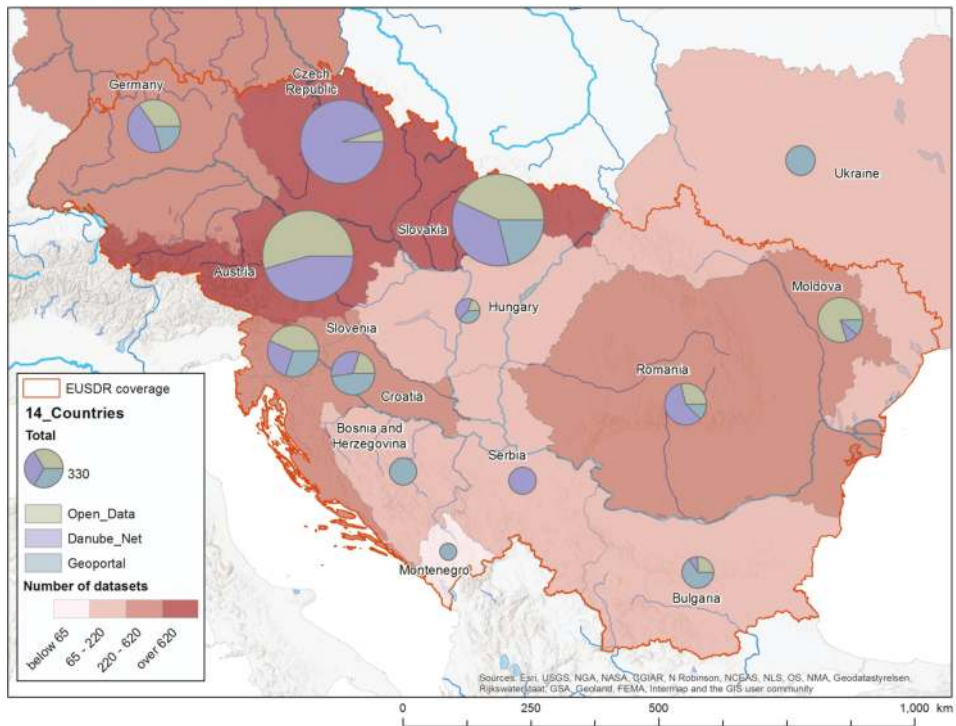 Germany
Czech
Republic
Ukraine
Slovakia
Austria
Hungary
Moldova
Slovenia
Romania
Croatia
Bosnia and
Herzegovina
Serbia
Montenegro
Bulgaria
EUSDR coverage
14_Countries
Total
330
Open_Data
Danube_Net
Geoportal
Number of datasets
below 65
65 - 220
220 - 620
over 620
Sources: Esri, USGS, NGA, NASA, CGIAR, N Robinson, NCEAS, NLS, OS, NMA, Geodatastyrelsen,
Rijkswaterstaat, GSA, Geoland, FEMA, Intermap and the GIS user community
0 250 500 1,000 km